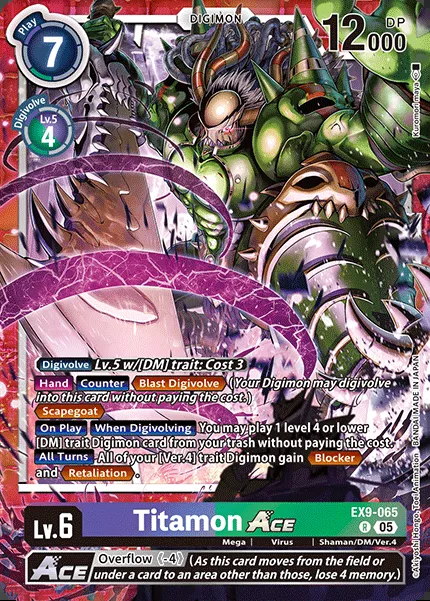 Play
7
DIGIMON
DP
12000
Digivolve
Lv.5
4
Digivolve Lv.5 w/[DM] trait: Cost 3
Hand Counter Blast Digivolve (Your Digimon may digivolve
into this card without paying the cost.)
Scapegoat
On Play When Digivolving You may play 1 level 4 or lower
[DM] trait Digimon card from your trash without paying the cost.
All Turns All of your [Ver.4] trait Digimon gain Blocker
and Retaliation.
©Akiyoshi Hongo, Toei Animation BANDAI MADE IN JAPAN
Lv.6
Titamon ACE
EX9-065
R 05
Mega Virus Shaman/DM/Ver.4
ACE
Overflow 《-4》 (As this card moves from the field or
under a card to an area other than those, lose 4 memory.)